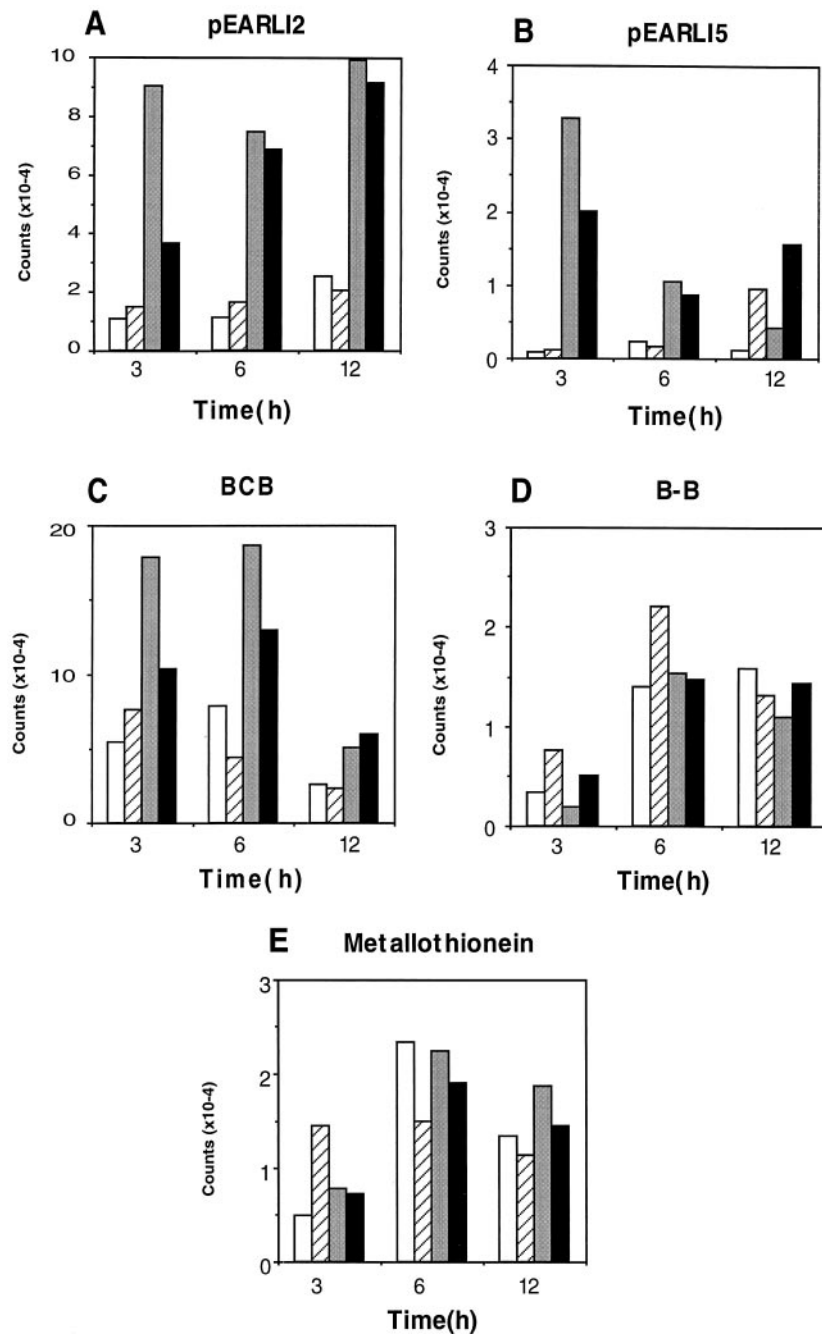 A pEARLI2
10
8
6
4
2
0
Counts (x10-4)
3 6 12
Time(h)
B pEARLI5
4
3
2
1
0
Counts (x10-4)
3 6 12
Time(h)
C BCB
20
10
0
Counts (x10-4)
3 6 12
Time(h)
D B-B
3
2
1
0
Counts (x10-4)
3 6 12
Time(h)
E Metallothionein
3
2
1
0
Counts (x10-4)
3 6 12
Time(h)